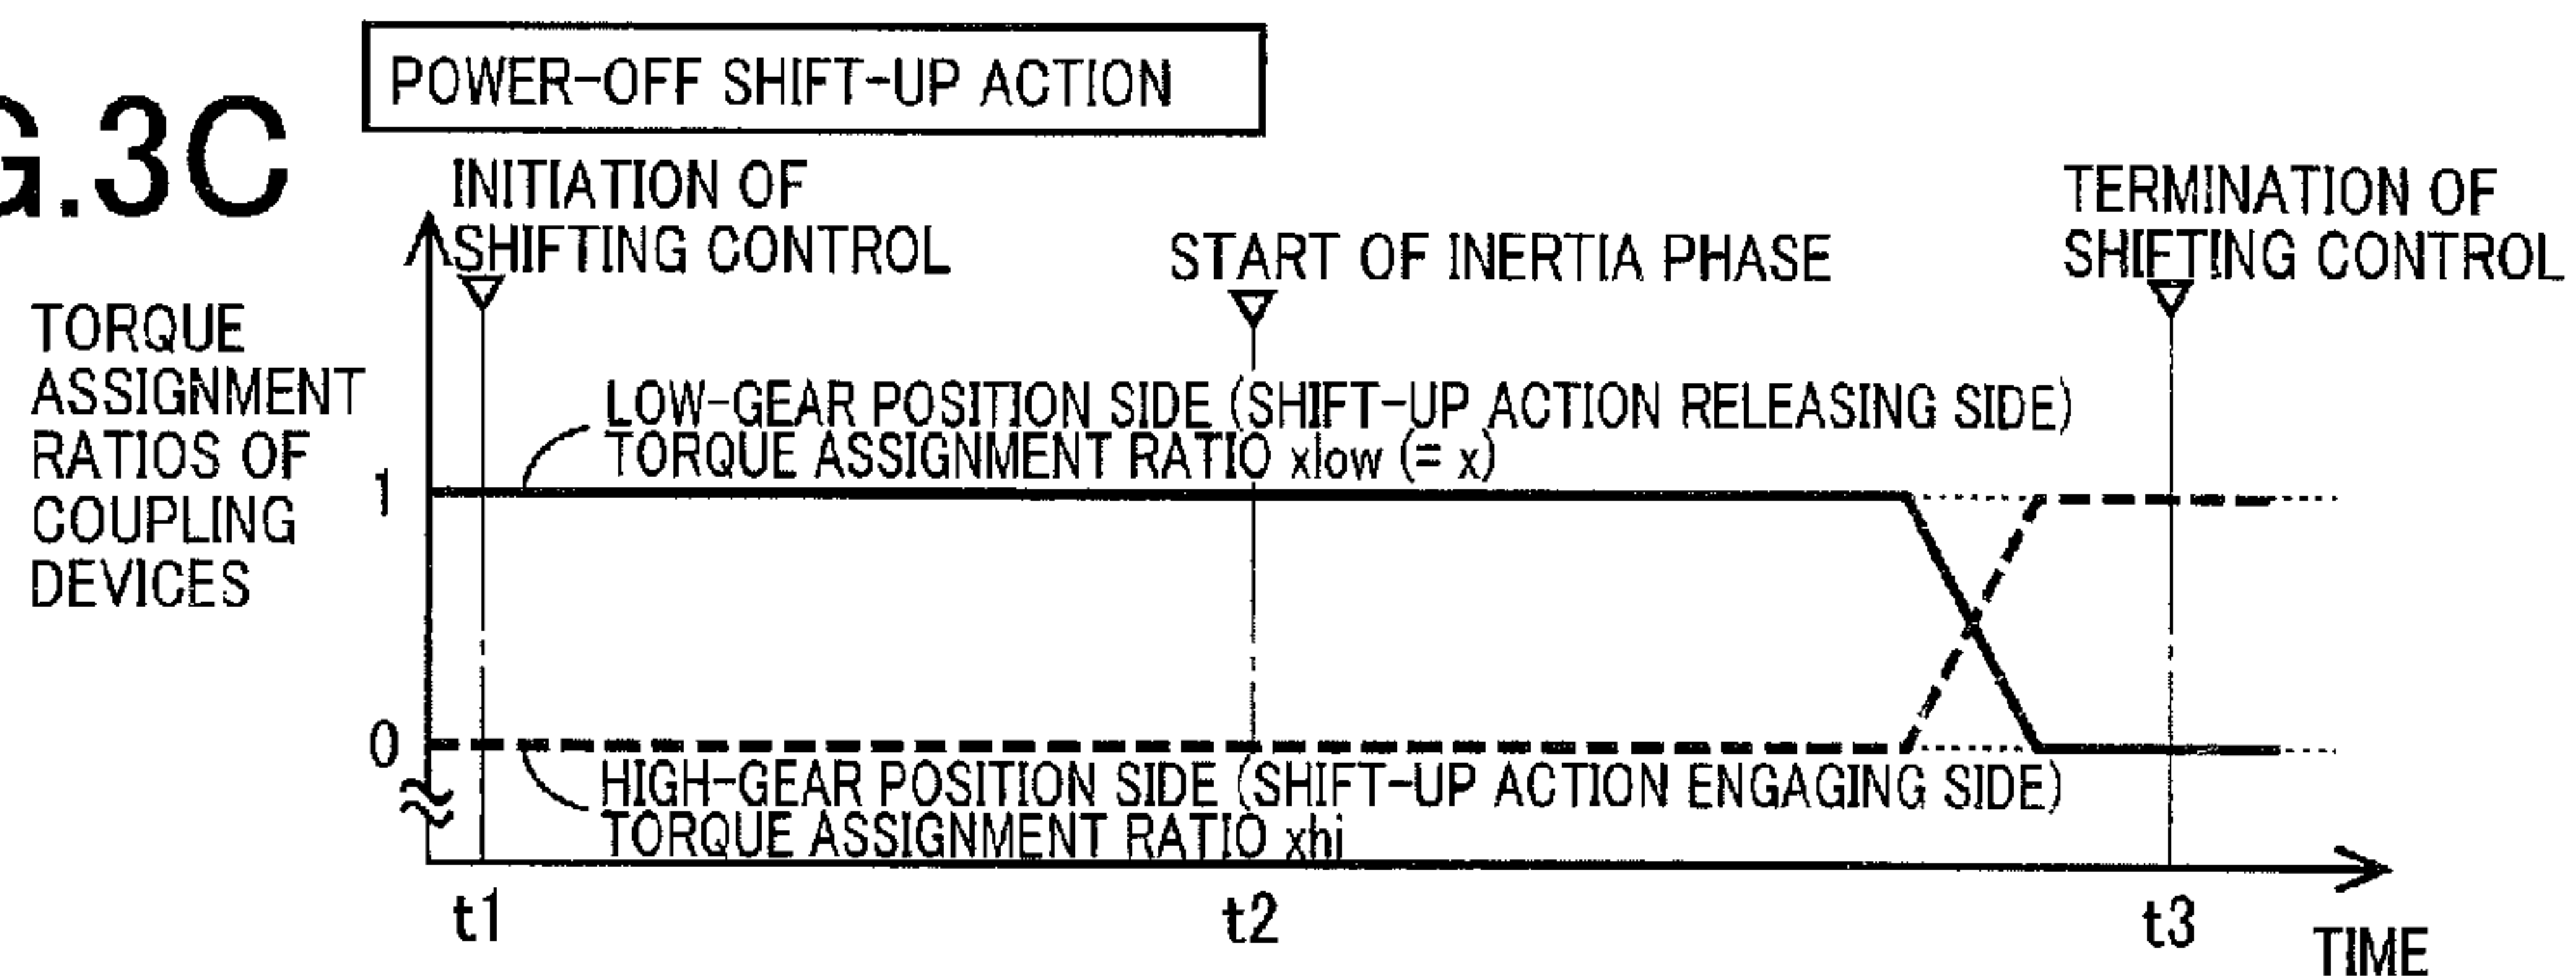 POWER-OFF SHIFT-UP ACTION
G.3C
INITIATION OF
SHIFTING CONTROL
START OF INERTIA PHASE
TERMINATION OF
SHIFTING CONTROL
TORQUE
ASSIGNMENT
RATIOS OF
COUPLING
DEVICES
LOW-GEAR POSITION SIDE (SHIFT-UP ACTION RELEASING SIDE)
TORQUE ASSIGNMENT RATIO xlow (= x)
1
0
HIGH-GEAR POSITION SIDE (SHIFT-UP ACTION ENGAGING SIDE)
TORQUE ASSIGNMENT RATIO xhi
t1
t2
t3
TIME